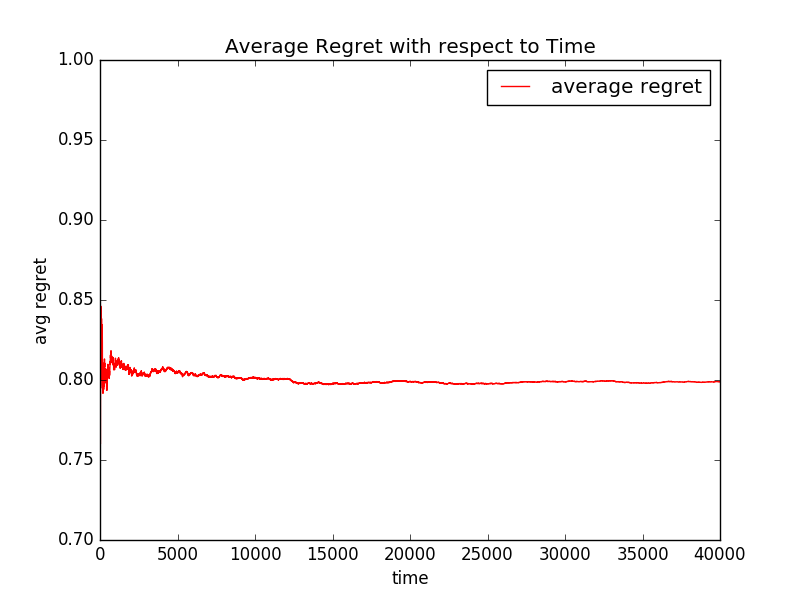 Average Regret with respect to Time
average regret
avg regret
1.00
0.95
0.90
0.85
0.80
0.75
0.70
0 5000 10000 15000 20000 25000 30000 35000 40000
time